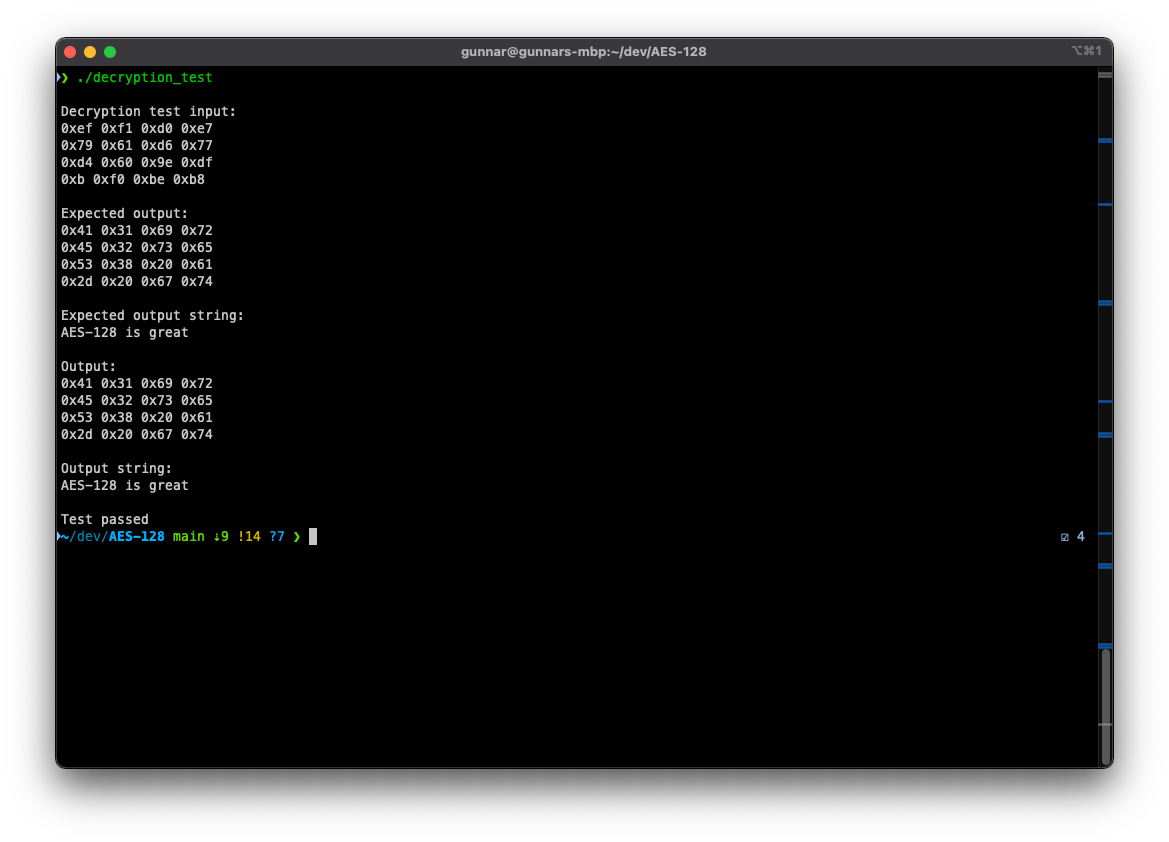 gunnar@gunnars-mbp:~/dev/AES-128
⌥⌘1
❯ ./decryption_test
Decryption test input:
0xef 0xf1 0xd0 0xe7
0x79 0x61 0xd6 0x77
0xd4 0x60 0x9e 0xdf
0xb 0xf0 0xbe 0xb8
Expected output:
0x41 0x31 0x69 0x72
0x45 0x32 0x73 0x65
0x53 0x38 0x20 0x61
0x2d 0x20 0x67 0x74
Expected output string:
AES-128 is great
Output:
0x41 0x31 0x69 0x72
0x45 0x32 0x73 0x65
0x53 0x38 0x20 0x61
0x2d 0x20 0x67 0x74
Output string:
AES-128 is great
Test passed
~/dev/AES-128 main ↓9 !14 ?7 ❯ ☑ 4